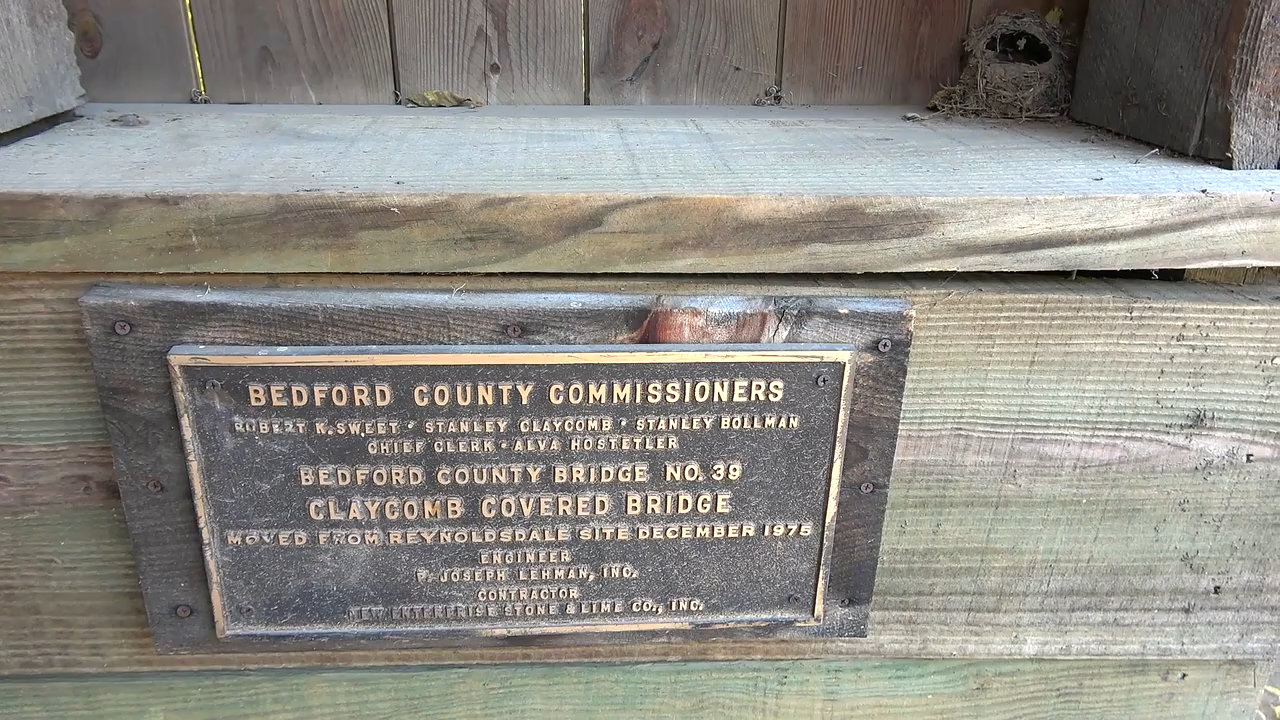 BEDFORD COUNTY COMMISSIONERS
ROBERT K. SWEET · STANLEY CLAYCOMB · STANLEY BOLLMAN
CHIEF CLERK · ALVA HOSTETLER
BEDFORD COUNTY BRIDGE NO. 39
CLAYCOMB COVERED BRIDGE
MOVED FROM REYNOLDSDALE SITE DECEMBER 1975
ENGINEER
P. JOSEPH LEHMAN, INC.
CONTRACTOR
NEW ENTERPRISE STONE & LIME CO., INC.